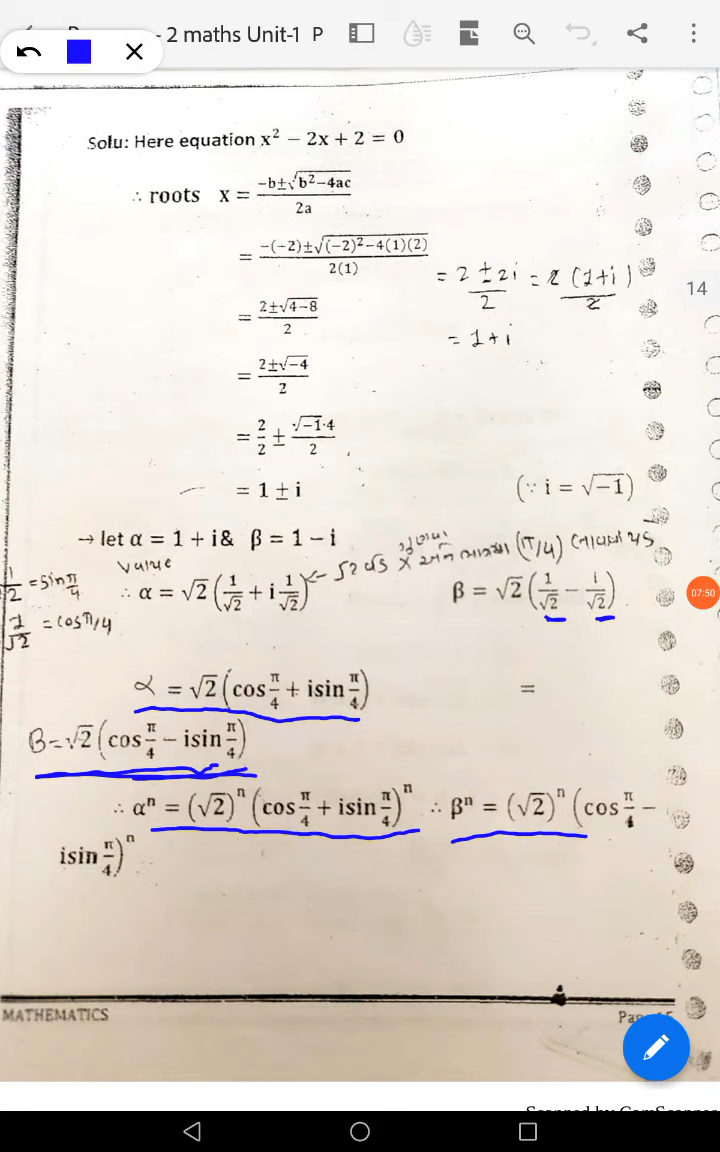 - 2 maths Unit-1 P
Solu: Here equation x² − 2x + 2 = 0
∴ roots x = (-b±√(b²−4ac))/2a
= (−(−2)±√((−2)²−4(1)(2)))/2(1)
= (2 ± 2i)/2 = 2(1+i)/2
14
= (2±√(4−8))/2
= 1+i
= (2±√−4)/2
= 2/2 ± (√−1·4)/2
= 1 ± i (∵ i = √−1)
→ let α = 1 + i& β = 1 − i
value
(π/4)
1/2 = sin π/4
∴ α = √2(1/√2 + i 1/√2) β = √2(1/√2 − i/√2)
07:50
1/√2 = cos π/4
α = √2(cos π/4 + isin π/4) =
β = √2(cos π/4 − isin π/4)
∴ αⁿ = (√2)ⁿ(cos π/4 + isin π/4)ⁿ ∴ βⁿ = (√2)ⁿ(cos π/4 −
isin π/4)ⁿ
MATHEMATICS